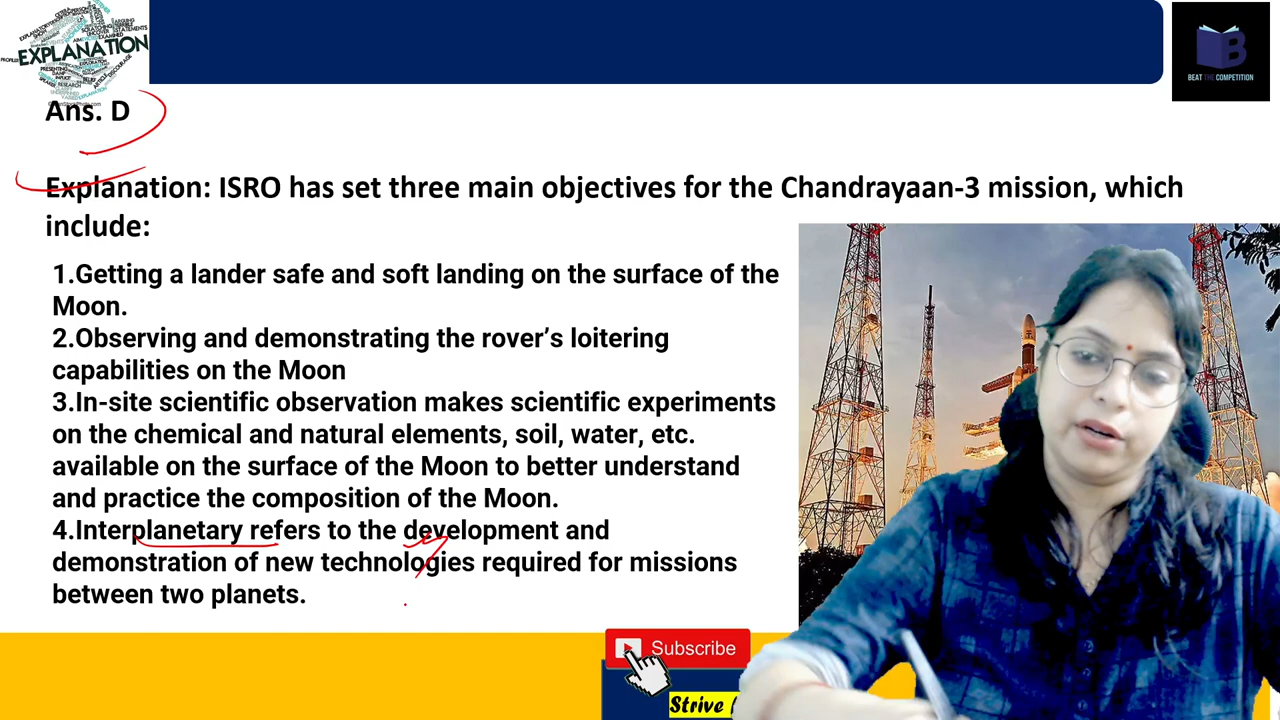 EXPLANATION
BEAT THE COMPETITION
Ans. D
Explanation: ISRO has set three main objectives for the Chandrayaan-3 mission, which
include:
1.Getting a lander safe and soft landing on the surface of the
Moon.
2.Observing and demonstrating the rover's loitering
capabilities on the Moon
3.In-site scientific observation makes scientific experiments
on the chemical and natural elements, soil, water, etc.
available on the surface of the Moon to better understand
and practice the composition of the Moon.
4.Interplanetary refers to the development and
demonstration of new technologies required for missions
between two planets.
Subscribe
Strive